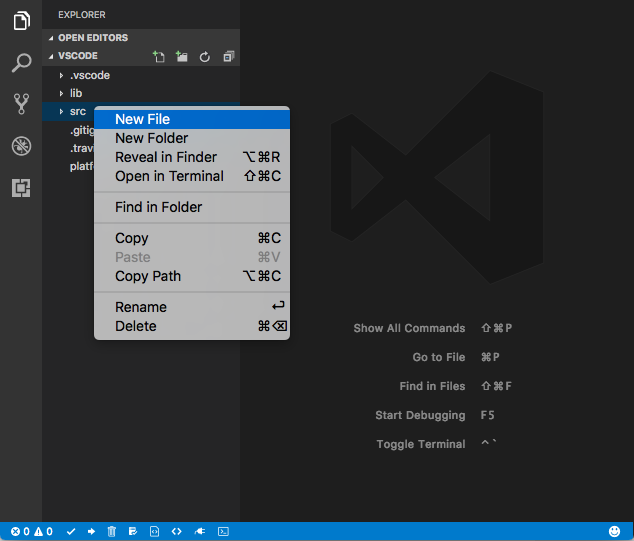 EXPLORER
OPEN EDITORS
VSCODE
.vscode
lib
src
New File
.gitig
New Folder
.travi
Reveal in Finder ⌥⌘R
platfo
Open in Terminal ⇧⌘C
Find in Folder
Copy ⌘C
Paste ⌘V
Copy Path ⌥⌘C
Rename ↩
Delete ⌘⌫
Show All Commands ⇧⌘P
Go to File ⌘P
Find in Files ⇧⌘F
Start Debugging F5
Toggle Terminal ⌃`
0 0